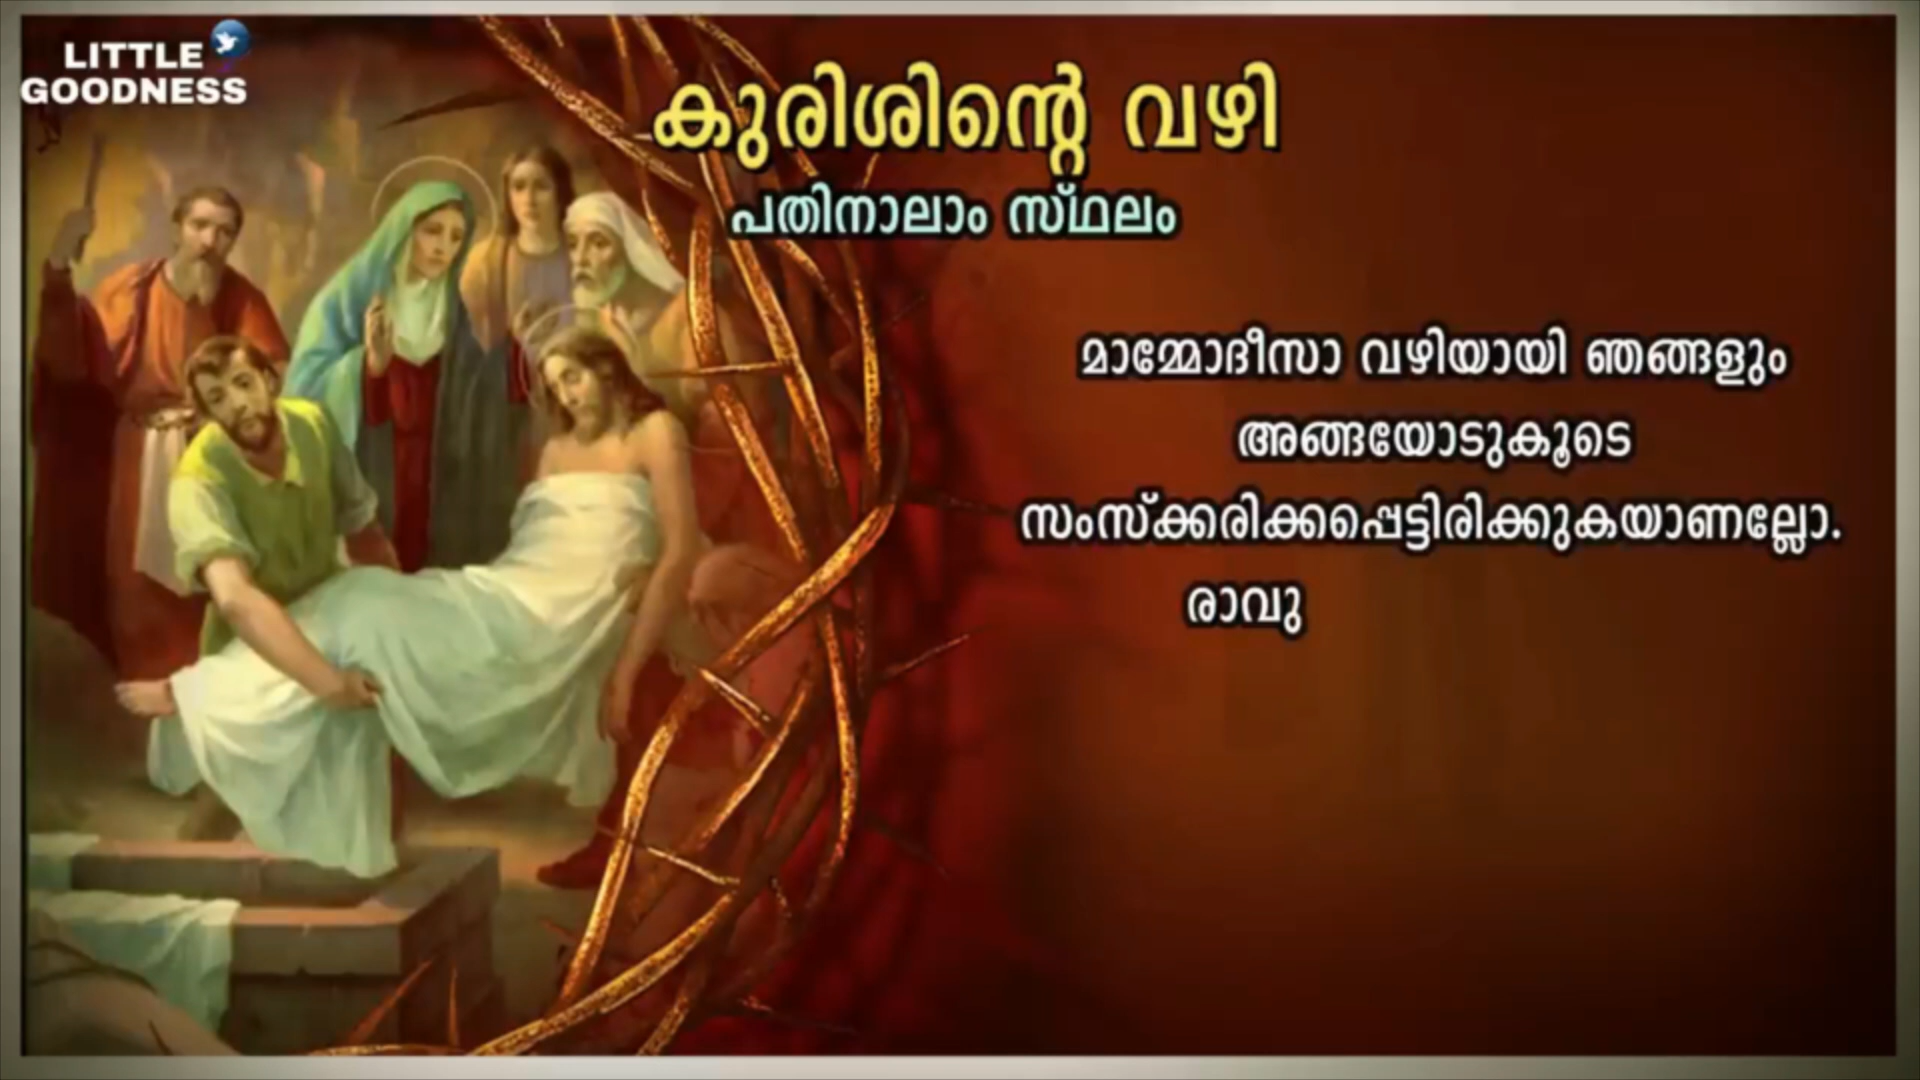 LITTLE
GOODNESS
കുരിശിന്റെ വഴി
പതിനാലാം സ്ഥലം
മാമ്മോദീസാ വഴിയായി ഞങ്ങളും
അങ്ങയോടുകൂടെ
സംസ്ക്കരിക്കപ്പെട്ടിരിക്കുകയാണല്ലോ.
രാവു